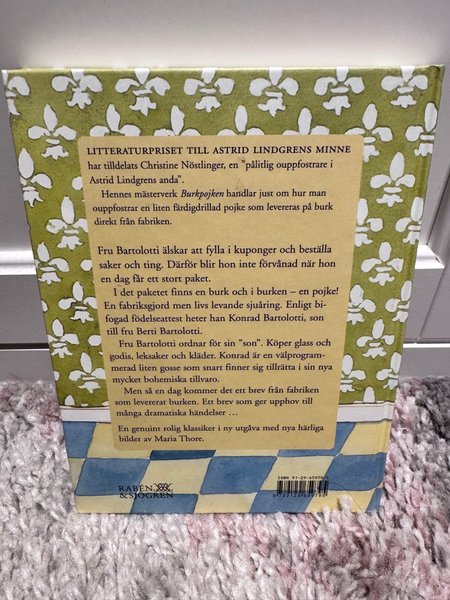 LITTERATURPRISET TILL ASTRID LINDGRENS MINNE
har tilldelats Christine Nöstlinger, en "pålitlig ouppfostrare i
Astrid Lindgrens anda".
Hennes mästerverk Burkpojken handlar just om hur man
ouppfostrar en liten färdigdrillad pojke som levereras på burk
direkt från fabriken.
Fru Bartolotti älskar att fylla i kuponger och beställa
saker och ting. Därför blir hon inte förvånad när hon
en dag får ett stort paket.
I det paketet finns en burk och i burken – en pojke!
En fabriksgjord men livs levande sjuåring. Enligt bi-
fogad födelseattest heter han Konrad Bartolotti, son
till fru Berti Bartolotti.
Fru Bartolotti ordnar för sin "son". Köper glass och
godis, leksaker och kläder. Konrad är en välprogram-
merad liten gosse som snart finner sig tillrätta i sin nya
mycket bohemiska tillvaro.
Men så en dag kommer det ett brev från fabriken
som levererat burken. Ett brev som ger upphov till
många dramatiska händelser ...
En genuint rolig klassiker i ny utgåva med nya härliga
bilder av Maria Thore.
RABÉN
&SJÖGREN